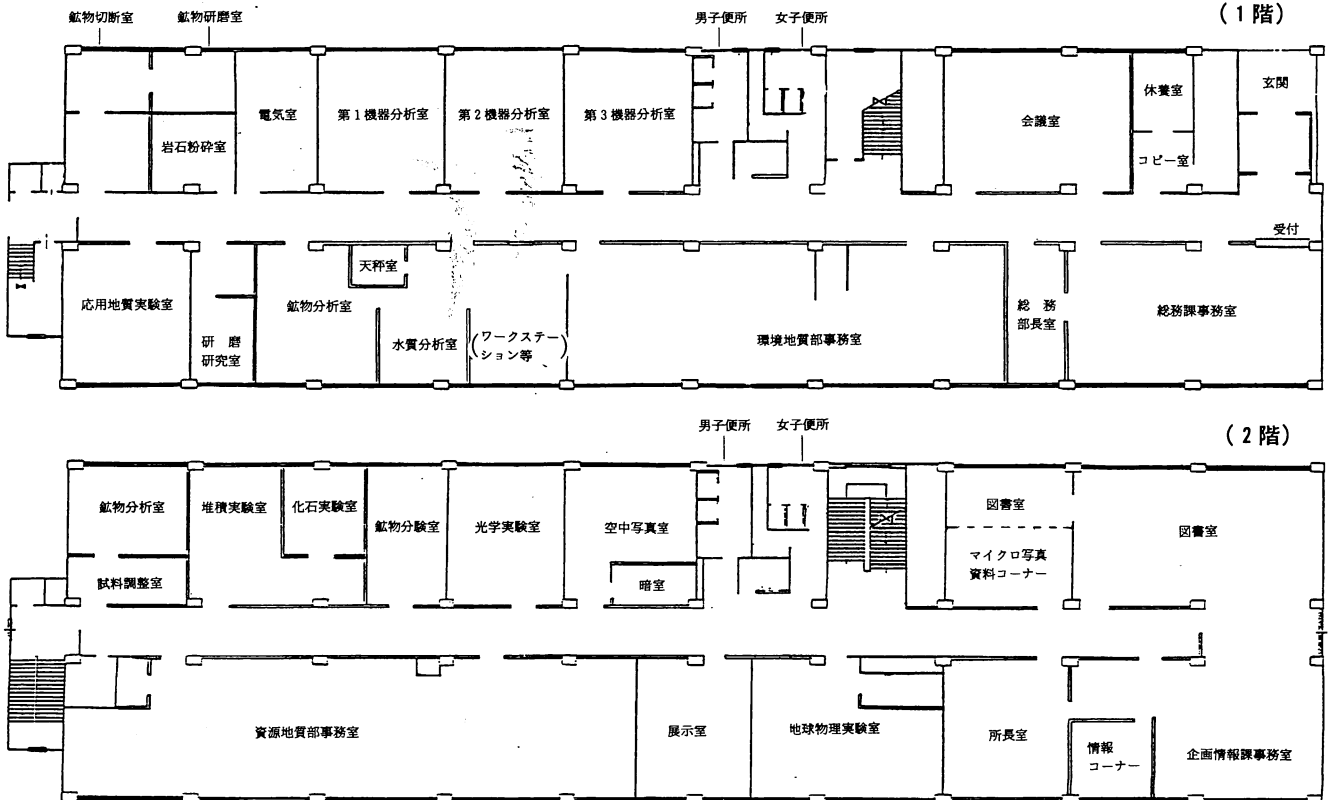 (1階)
鉱物切断室
鉱物研磨室
男子便所
女子便所
電気室
第1機器分析室
第2機器分析室
第3機器分析室
岩石粉砕室
会議室
休養室
コピー室
玄関
受付
応用地質実験室
研磨
研究室
鉱物分析室
天秤室
水質分析室
(ワークステー
ション等)
環境地質部事務室
総務
部長室
総務課事務室
(2階)
男子便所
女子便所
鉱物分析室
堆積実験室
化石実験室
鉱物分験室
光学実験室
空中写真室
暗室
試料調整室
図書室
マイクロ写真
資料コーナー
図書室
資源地質部事務室
展示室
地球物理実験室
所長室
情報
コーナー
企画情報課事務室